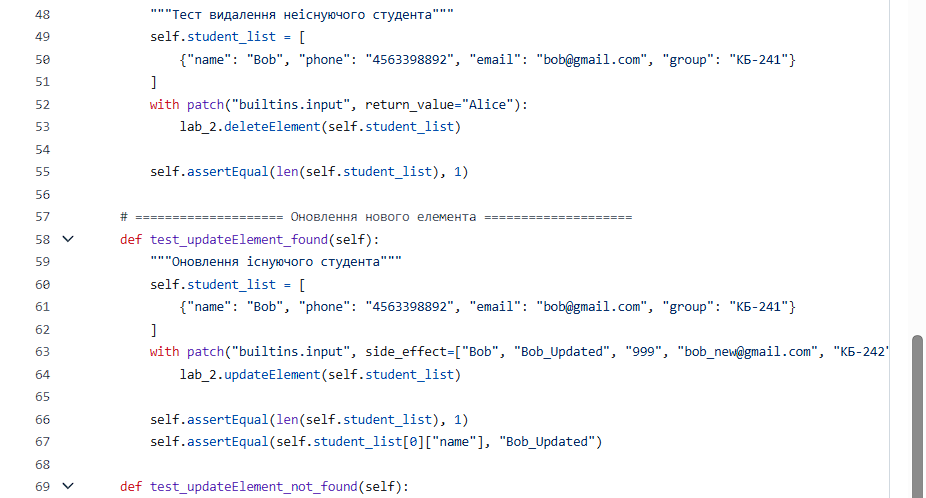 48 """Тест видалення неіснуючого студента"""
49 self.student_list = [
50 {"name": "Bob", "phone": "4563398892", "email": "bob@gmail.com", "group": "КБ-241"}
51 ]
52 with patch("builtins.input", return_value="Alice"):
53 lab_2.deleteElement(self.student_list)
54
55 self.assertEqual(len(self.student_list), 1)
56
57 # ==================== Оновлення нового елемента ====================
58 def test_updateElement_found(self):
59 """Оновлення існуючого студента"""
60 self.student_list = [
61 {"name": "Bob", "phone": "4563398892", "email": "bob@gmail.com", "group": "КБ-241"}
62 ]
63 with patch("builtins.input", side_effect=["Bob", "Bob_Updated", "999", "bob_new@gmail.com", "КБ-242"
64 lab_2.updateElement(self.student_list)
65
66 self.assertEqual(len(self.student_list), 1)
67 self.assertEqual(self.student_list[0]["name"], "Bob_Updated")
68
69 def test_updateElement_not_found(self):